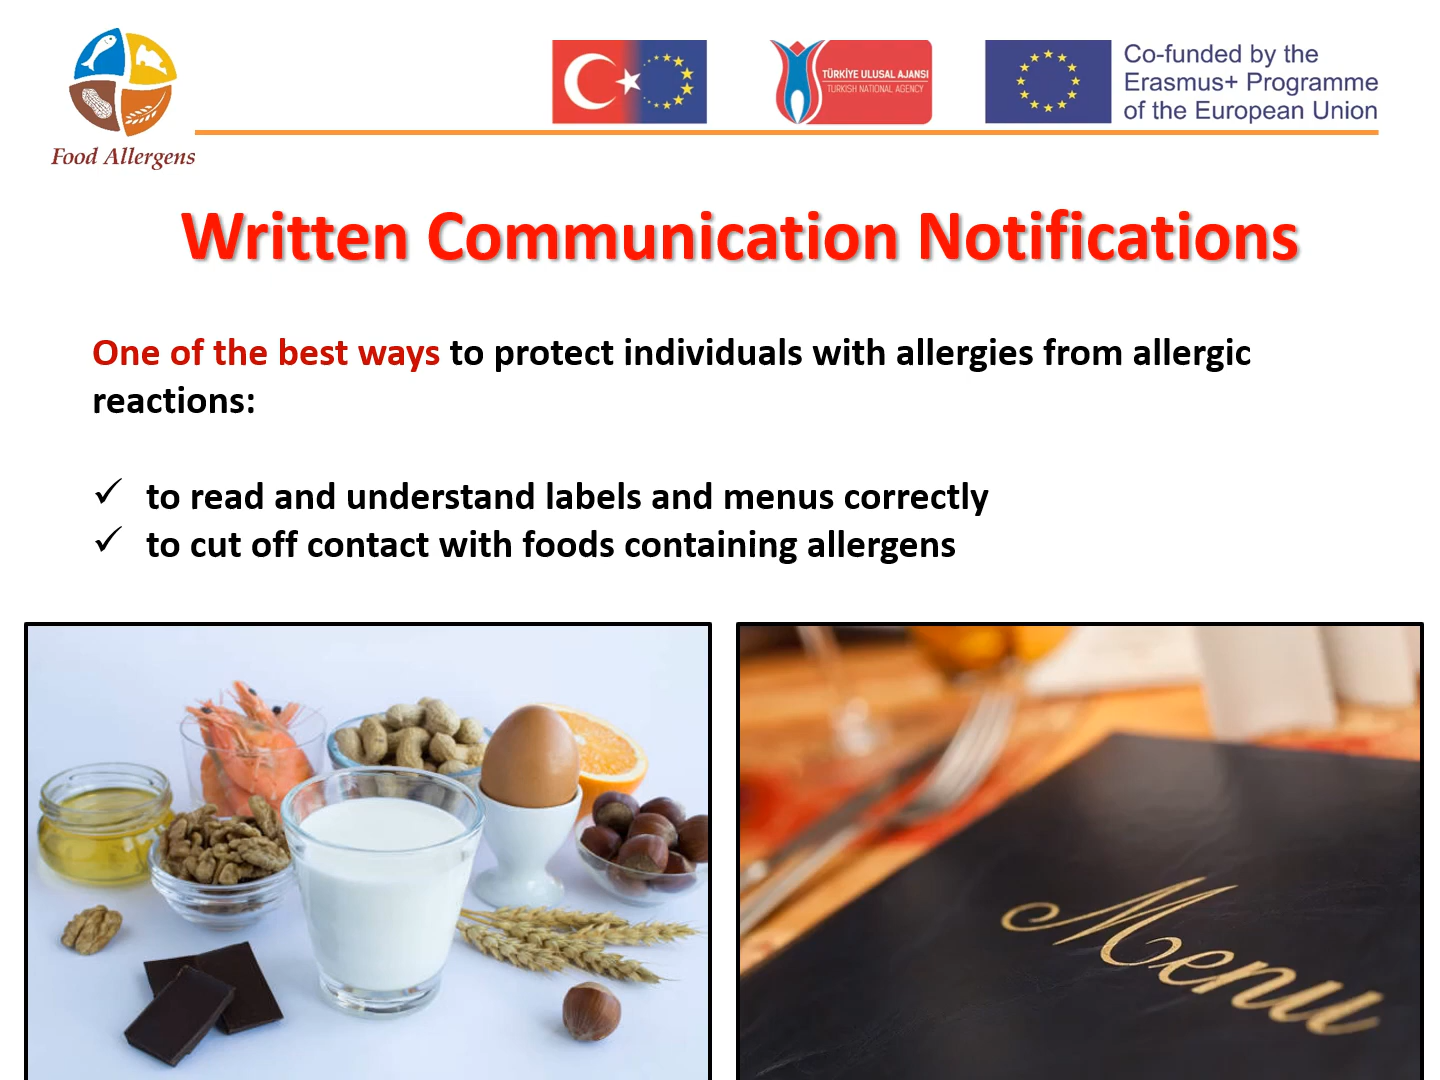 TÜRKİYE ULUSAL AJANSI
TURKISH NATIONAL AGENCY
Co-funded by the
Erasmus+ Programme
of the European Union
Food Allergens
Written Communication Notifications
One of the best ways to protect individuals with allergies from allergic
reactions:
✓ to read and understand labels and menus correctly
✓ to cut off contact with foods containing allergens
Menu